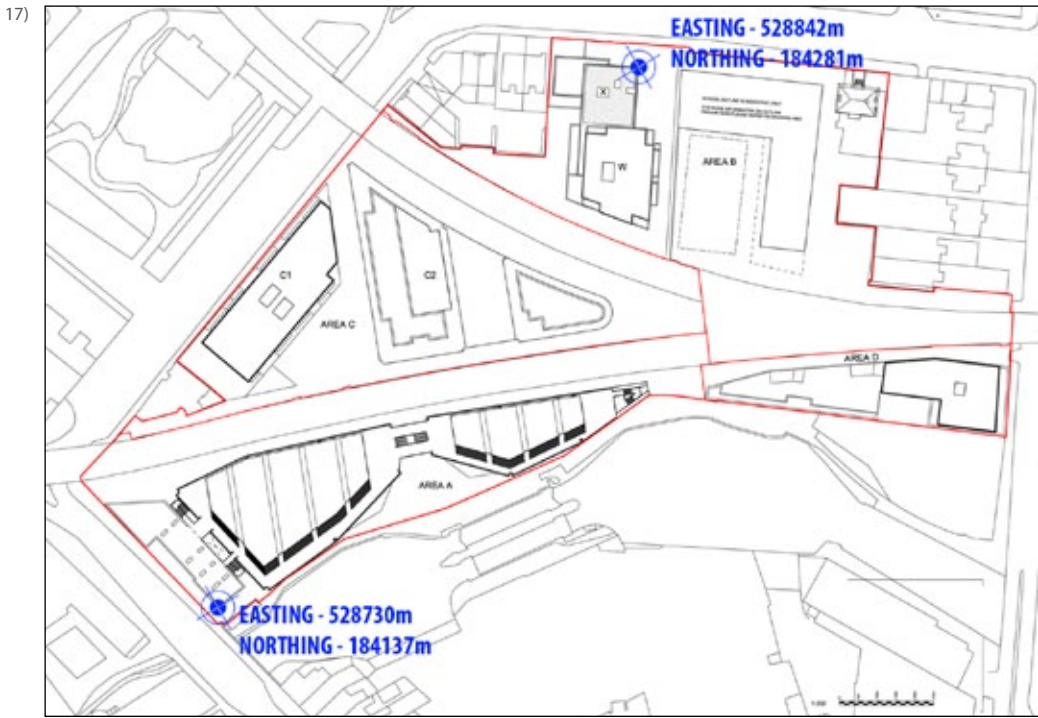 17)
EASTING - 528842m
NORTHING - 184281m
X
W
AREA B
C1
C2
AREA C
AREA D
AREA A
EASTING - 528730m
NORTHING - 184137m